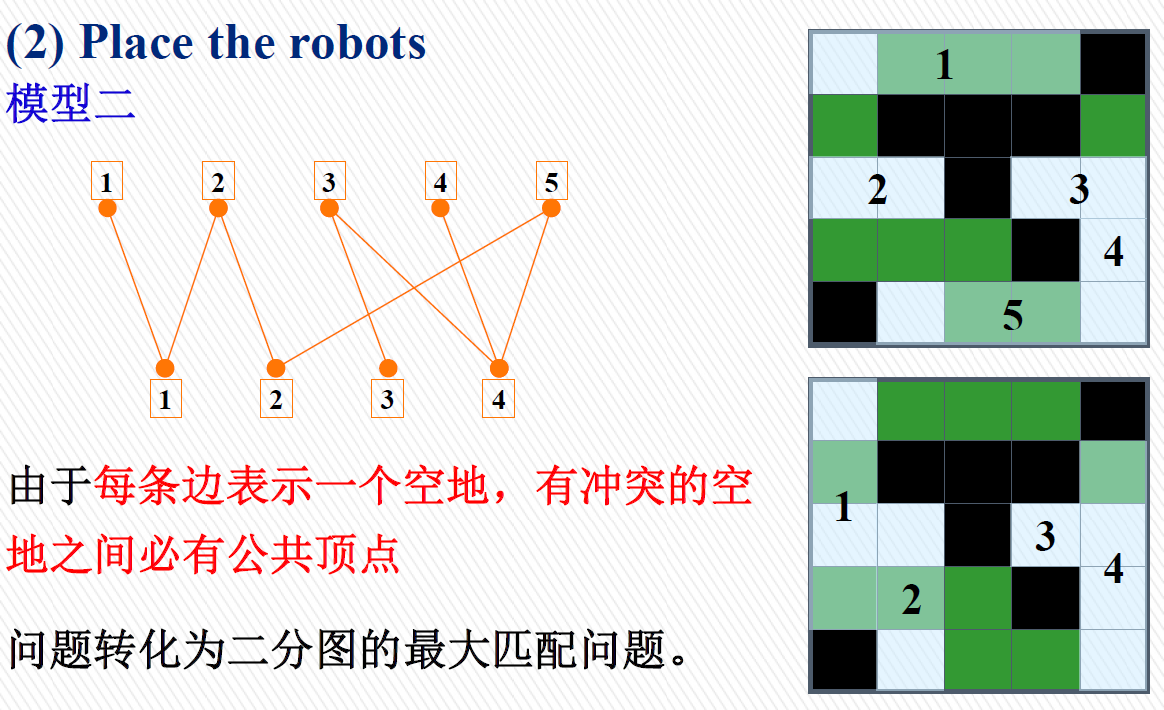 (2) Place the robots
模型二
1 2 3 4 5
1 2 3 4
由于每条边表示一个空地，有冲突的空
地之间必有公共顶点
问题转化为二分图的最大匹配问题。
1
2 3
4
5
1
3
4
2